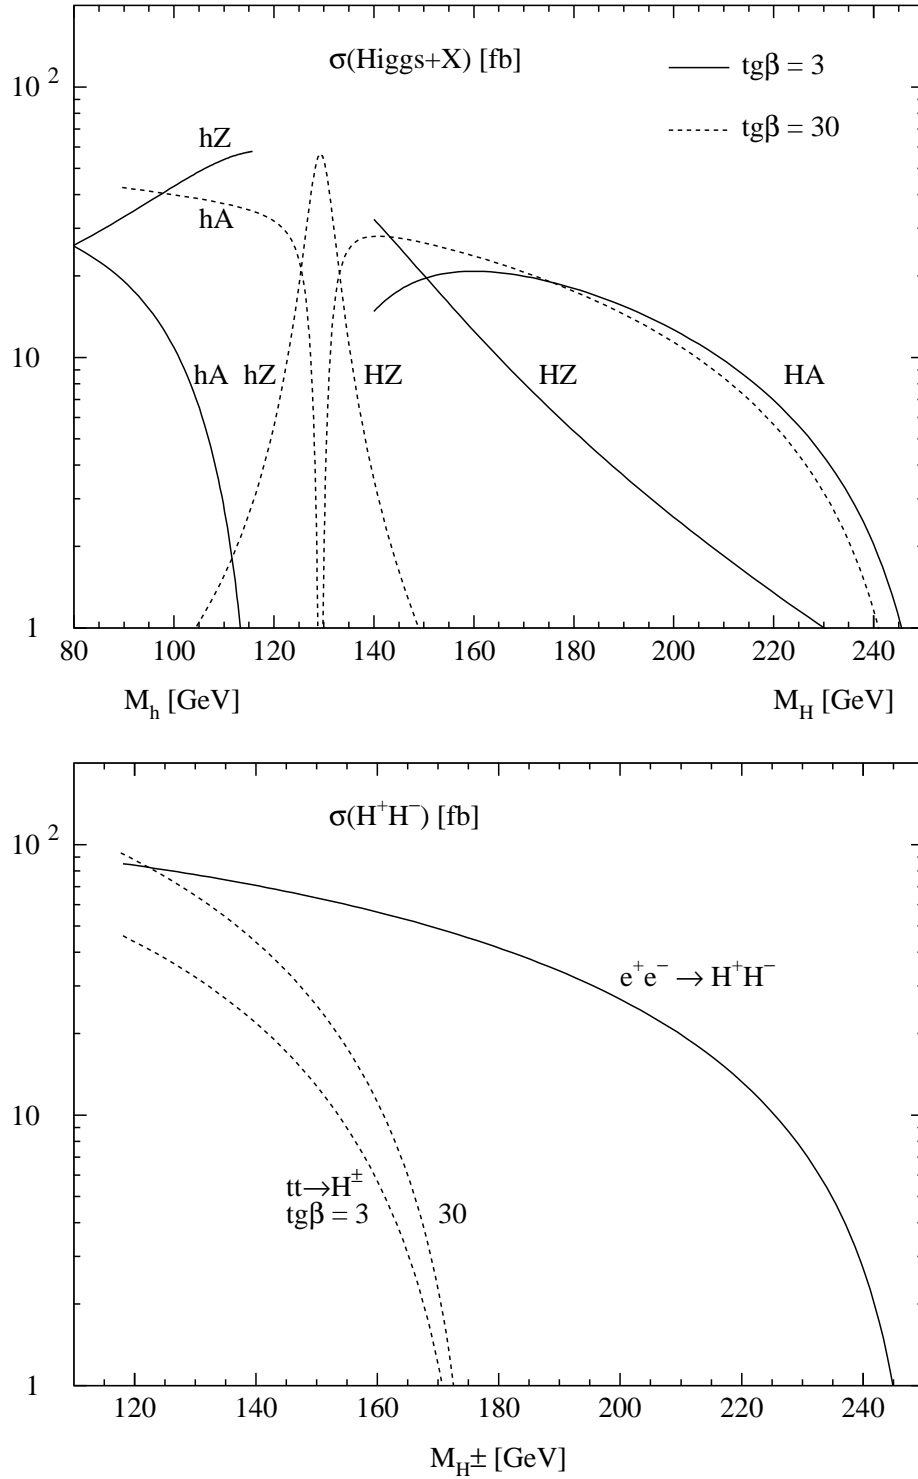 σ(Higgs+X) [fb]
tgβ = 3
tgβ = 30
10²
10
1
hZ
hA
hA hZ HZ HZ HA
80 100 120 140 160 180 200 220 240
M_h [GeV] M_H [GeV]
σ(H⁺H⁻) [fb]
10²
10
1
e⁺e⁻ → H⁺H⁻
tt→H±
tgβ = 3 30
120 140 160 180 200 220 240
M_H± [GeV]